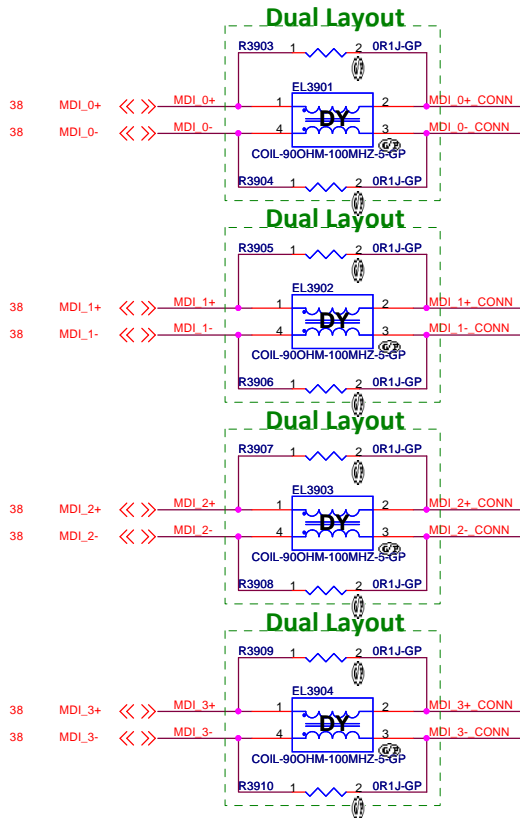 Dual Layout
R3903 1 2 0R1J-GP
EL3901
38 MDI_0+ MDI_0+ 1 2 MDI_0+_CONN
DY
38 MDI_0- MDI_0- 4 3 MDI_0-_CONN
COIL-90OHM-100MHZ-5-GP
R3904 1 2 0R1J-GP
Dual Layout
R3905 1 2 0R1J-GP
EL3902
38 MDI_1+ MDI_1+ 1 2 MDI_1+_CONN
DY
38 MDI_1- MDI_1- 4 3 MDI_1-_CONN
COIL-90OHM-100MHZ-5-GP
R3906 1 2 0R1J-GP
Dual Layout
R3907 1 2 0R1J-GP
EL3903
38 MDI_2+ MDI_2+ 1 2 MDI_2+_CONN
DY
38 MDI_2- MDI_2- 4 3 MDI_2-_CONN
COIL-90OHM-100MHZ-5-GP
R3908 1 2 0R1J-GP
Dual Layout
R3909 1 2 0R1J-GP
EL3904
38 MDI_3+ MDI_3+ 1 2 MDI_3+_CONN
DY
38 MDI_3- MDI_3- 4 3 MDI_3-_CONN
COIL-90OHM-100MHZ-5-GP
R3910 1 2 0R1J-GP